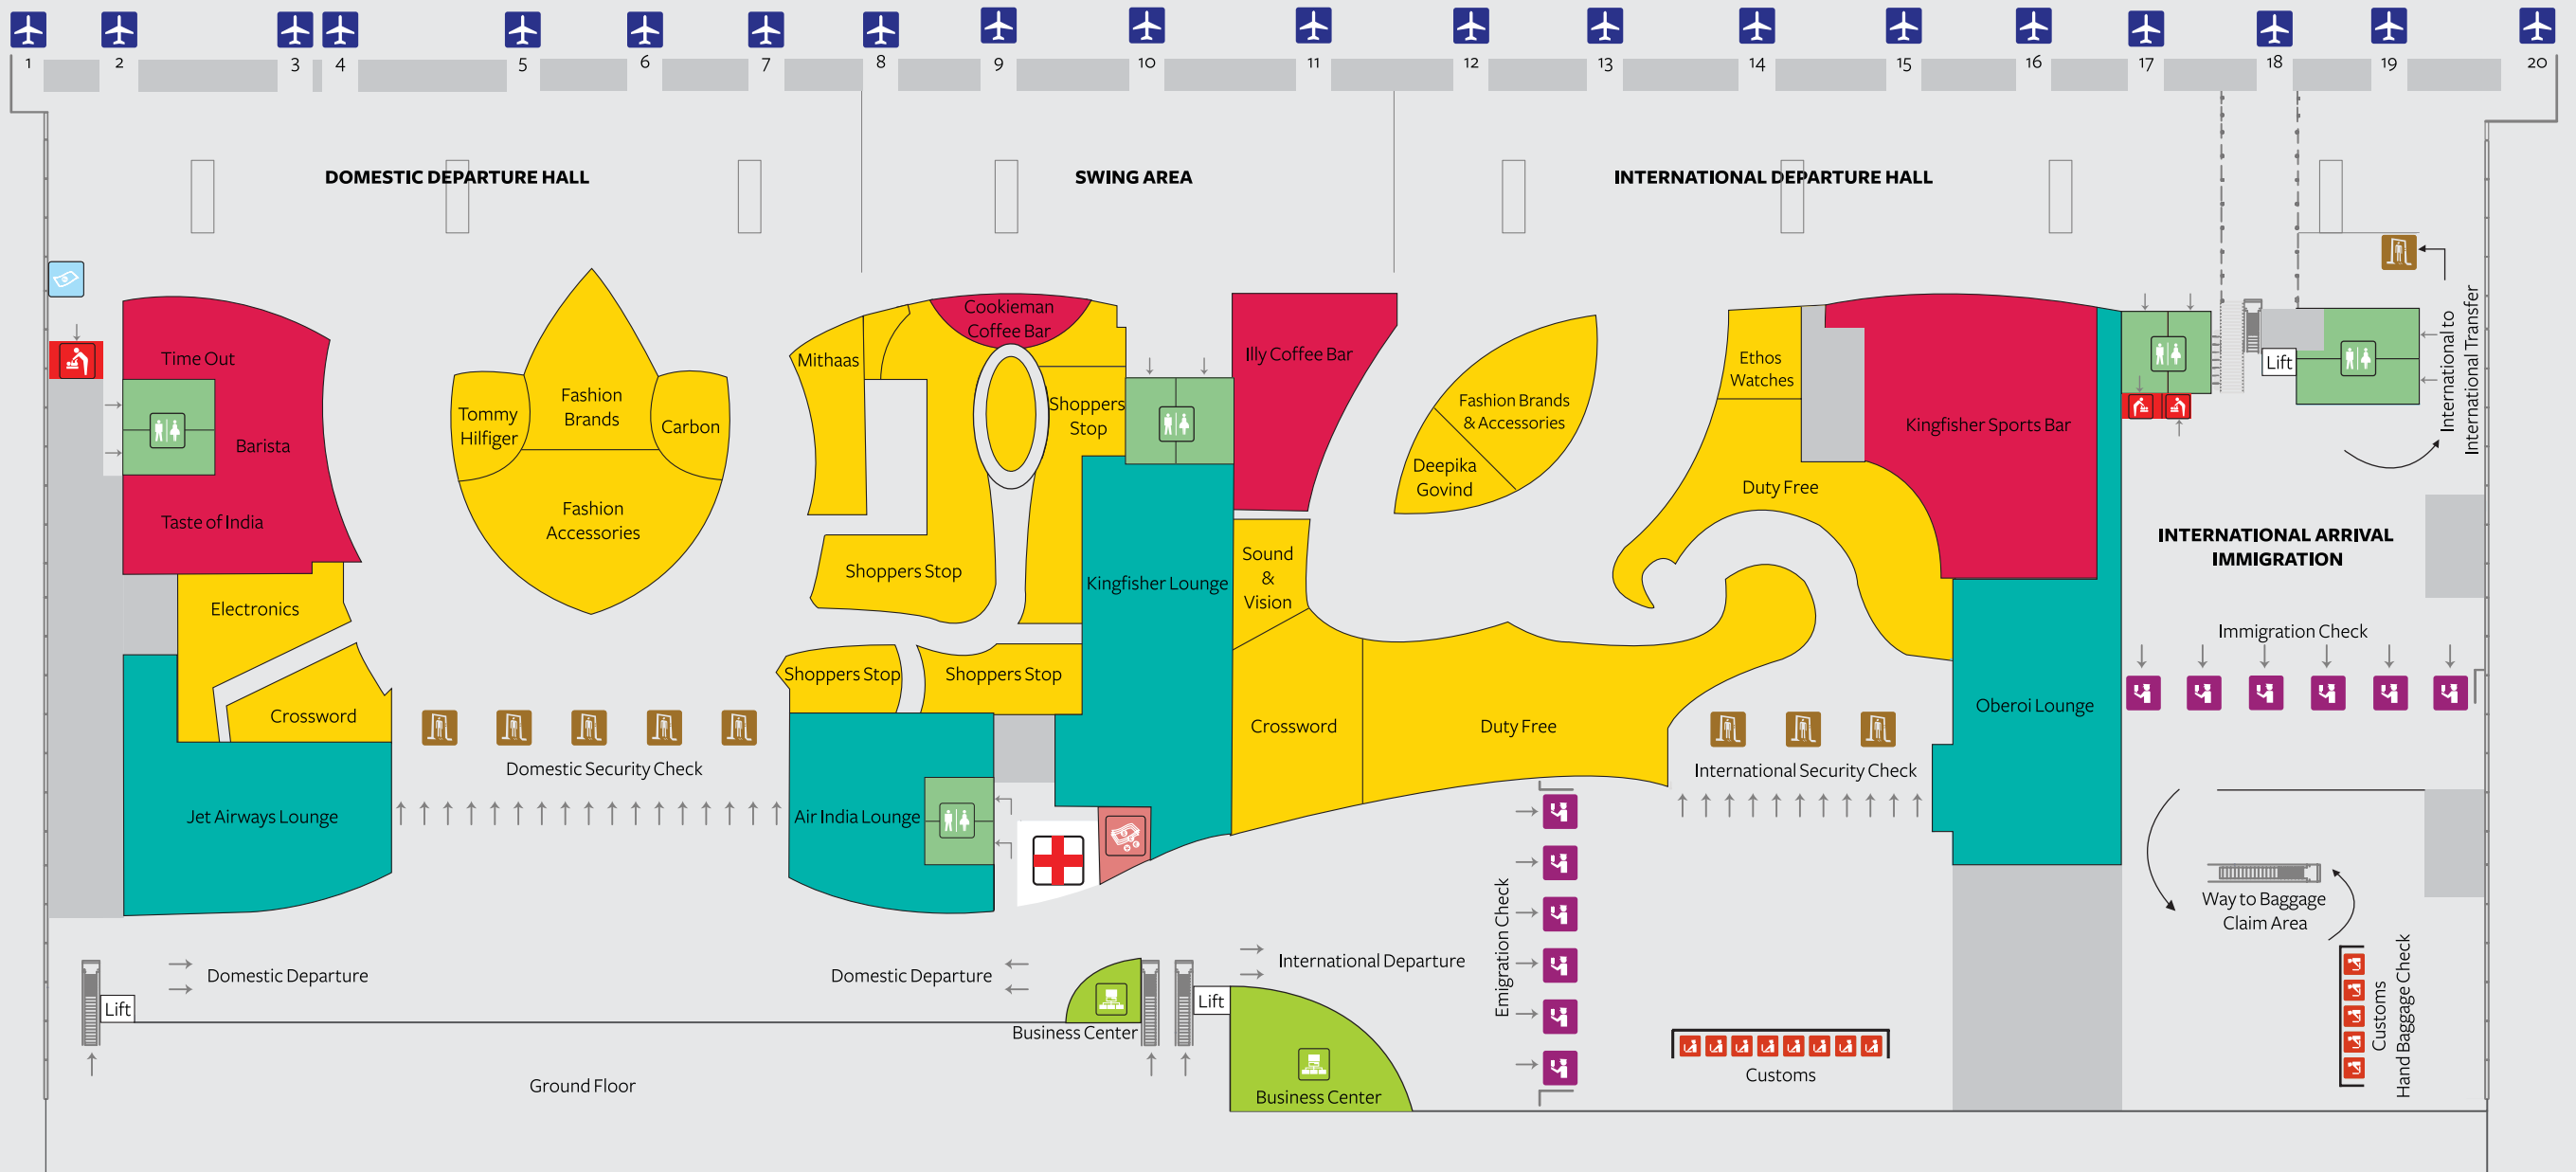 1 2 3 4 5 6 7 8 9 10 11 12 13 14 15 16 17 18 19 20
DOMESTIC DEPARTURE HALL
SWING AREA
INTERNATIONAL DEPARTURE HALL
Time Out
Barista
Taste of India
Electronics
Crossword
Jet Airways Lounge
Tommy
Hilfiger
Fashion
Brands
Carbon
Fashion
Accessories
Domestic Security Check
Mithaas
Cookieman
Coffee Bar
Shoppers
Stop
Shoppers Stop
Shoppers Stop
Shoppers Stop
Air India Lounge
Kingfisher Lounge
Illy Coffee Bar
Sound
&
Vision
Crossword
Fashion Brands
& Accessories
Deepika
Govind
Duty Free
Ethos
Watches
Duty Free
Kingfisher Sports Bar
International Security Check
Oberoi Lounge
Lift
International to
International Transfer
INTERNATIONAL ARRIVAL
IMMIGRATION
Immigration Check
Way to Baggage
Claim Area
Customs
Hand Baggage Check
Domestic Departure
Lift
Domestic Departure
Business Center
Lift
International Departure
Business Center
Emigration Check
Customs
Ground Floor